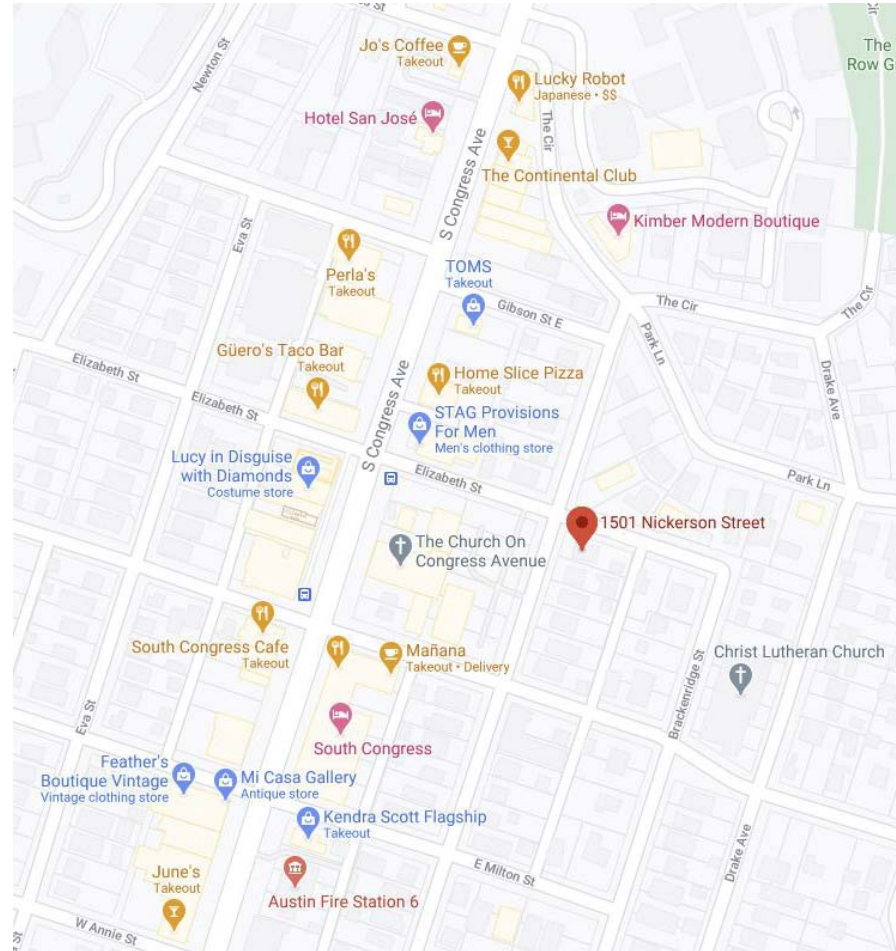 Cir
The
Row G
Jo's Coffee
Takeout
Newton St
Lucky Robot
Japanese • $$
Hotel San José
The Cir
The Continental Club
S Congress Ave
Kimber Modern Boutique
Eva St
Perla's
Takeout
TOMS
Takeout
Gibson St E
The Cir
The Cir
Park Ln
Elizabeth St
Güero's Taco Bar
Takeout
Home Slice Pizza
Takeout
Drake Ave
Elizabeth St
S Congress Ave
STAG Provisions
For Men
Men's clothing store
Lucy in Disguise
with Diamonds
Costume store
Elizabeth St
Park Ln
1501 Nickerson Street
The Church On
Congress Avenue
South Congress Cafe
Takeout
Mañana
Takeout • Delivery
Christ Lutheran Church
Brackenridge St
Eva St
South Congress
Feather's
Boutique Vintage
Vintage clothing store
Mi Casa Gallery
Antique store
Kendra Scott Flagship
Takeout
June's
Takeout
Austin Fire Station 6
E Milton St
Drake Ave
W Annie St